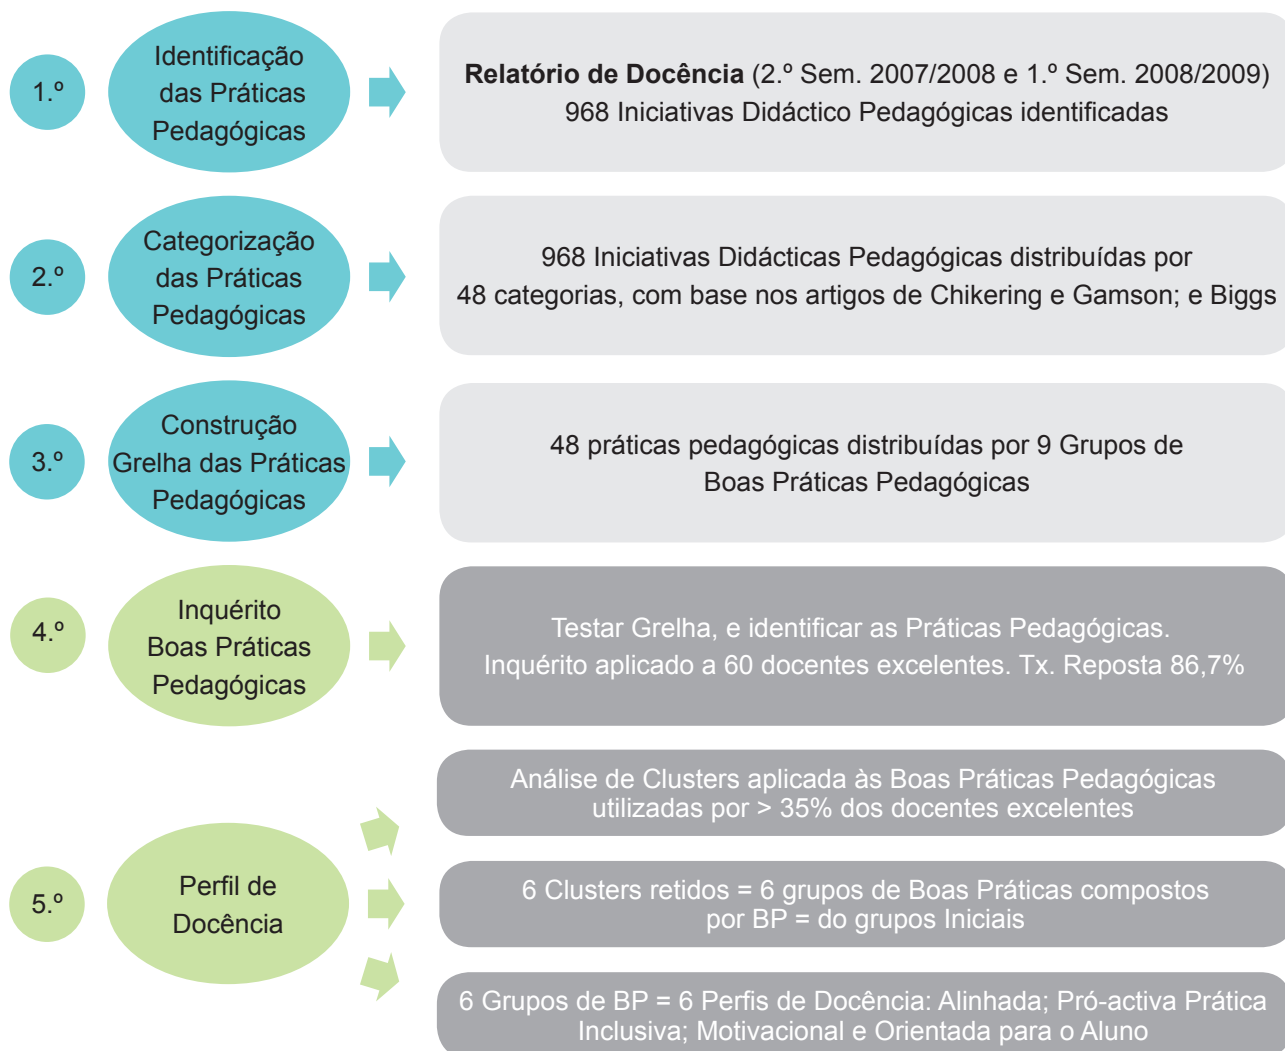 1.º
Identificação
das Práticas
Pedagógicas
Relatório de Docência (2.º Sem. 2007/2008 e 1.º Sem. 2008/2009)
968 Iniciativas Didáctico Pedagógicas identificadas
2.º
Categorização
das Práticas
Pedagógicas
968 Iniciativas Didácticas Pedagógicas distribuídas por
48 categorias, com base nos artigos de Chikering e Gamson; e Biggs
3.º
Construção
Grelha das Práticas
Pedagógicas
48 práticas pedagógicas distribuídas por 9 Grupos de
Boas Práticas Pedagógicas
4.º
Inquérito
Boas Práticas
Pedagógicas
Testar Grelha, e identificar as Práticas Pedagógicas.
Inquérito aplicado a 60 docentes excelentes. Tx. Reposta 86,7%
5.º
Perfil de
Docência
Análise de Clusters aplicada às Boas Práticas Pedagógicas
utilizadas por > 35% dos docentes excelentes
6 Clusters retidos = 6 grupos de Boas Práticas compostos
por BP = do grupos Iniciais
6 Grupos de BP = 6 Perfis de Docência: Alinhada; Pró-activa Prática
Inclusiva; Motivacional e Orientada para o Aluno